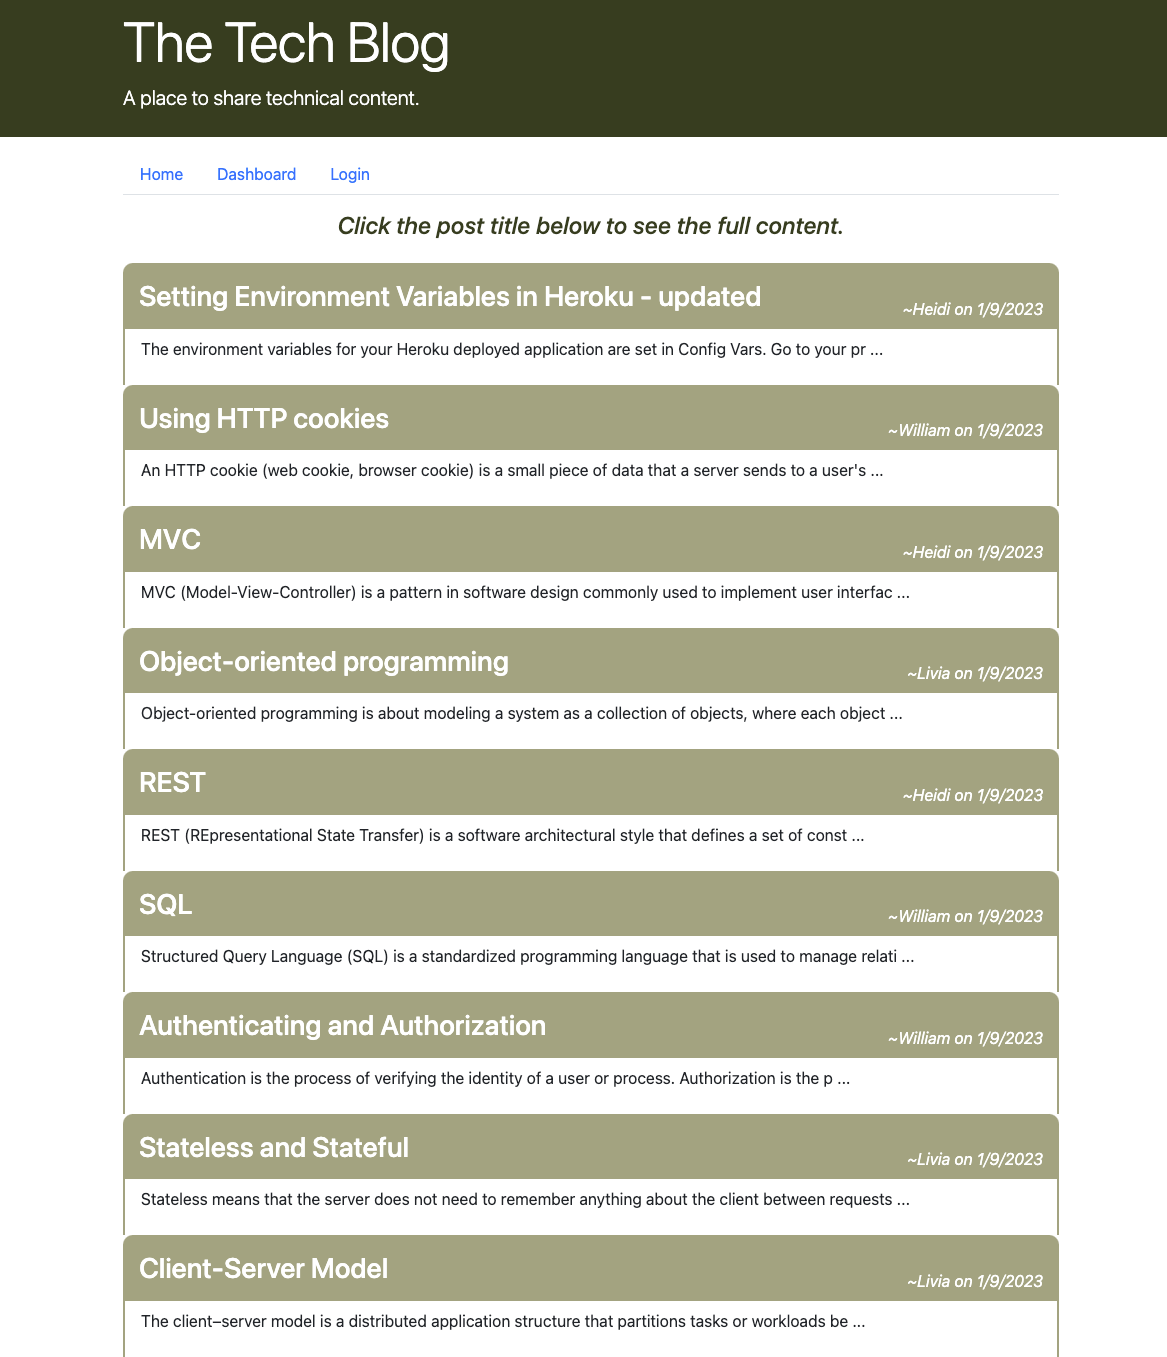 The Tech Blog
A place to share technical content.
Home Dashboard Login
Click the post title below to see the full content.
Setting Environment Variables in Heroku - updated
~Heidi on 1/9/2023
The environment variables for your Heroku deployed application are set in Config Vars. Go to your pr ...
Using HTTP cookies
~William on 1/9/2023
An HTTP cookie (web cookie, browser cookie) is a small piece of data that a server sends to a user's ...
MVC
~Heidi on 1/9/2023
MVC (Model-View-Controller) is a pattern in software design commonly used to implement user interfac ...
Object-oriented programming
~Livia on 1/9/2023
Object-oriented programming is about modeling a system as a collection of objects, where each object ...
REST
~Heidi on 1/9/2023
REST (REpresentational State Transfer) is a software architectural style that defines a set of const ...
SQL
~William on 1/9/2023
Structured Query Language (SQL) is a standardized programming language that is used to manage relati ...
Authenticating and Authorization
~William on 1/9/2023
Authentication is the process of verifying the identity of a user or process. Authorization is the p ...
Stateless and Stateful
~Livia on 1/9/2023
Stateless means that the server does not need to remember anything about the client between requests ...
Client-Server Model
~Livia on 1/9/2023
The client–server model is a distributed application structure that partitions tasks or workloads be ...